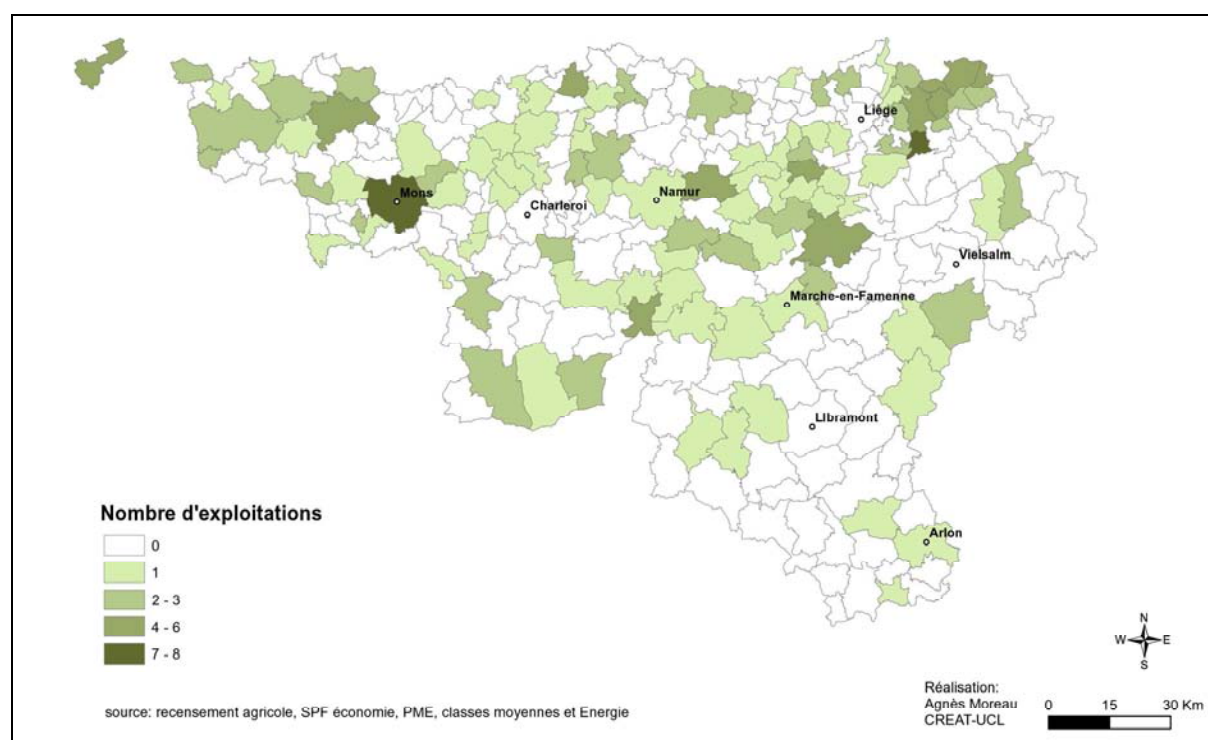 Liége
Mons
Namur
Charleroi
Vielsalm
Marche-en-Famenne
Libramont
Arlon
Nombre d'exploitations
0
1
2 - 3
4 - 6
7 - 8
N
W E
S
source: recensement agricole, SPF économie, PME, classes moyennes et Energie
Réalisation:
Agnès Moreau
CREAT-UCL
0 15 30 Km